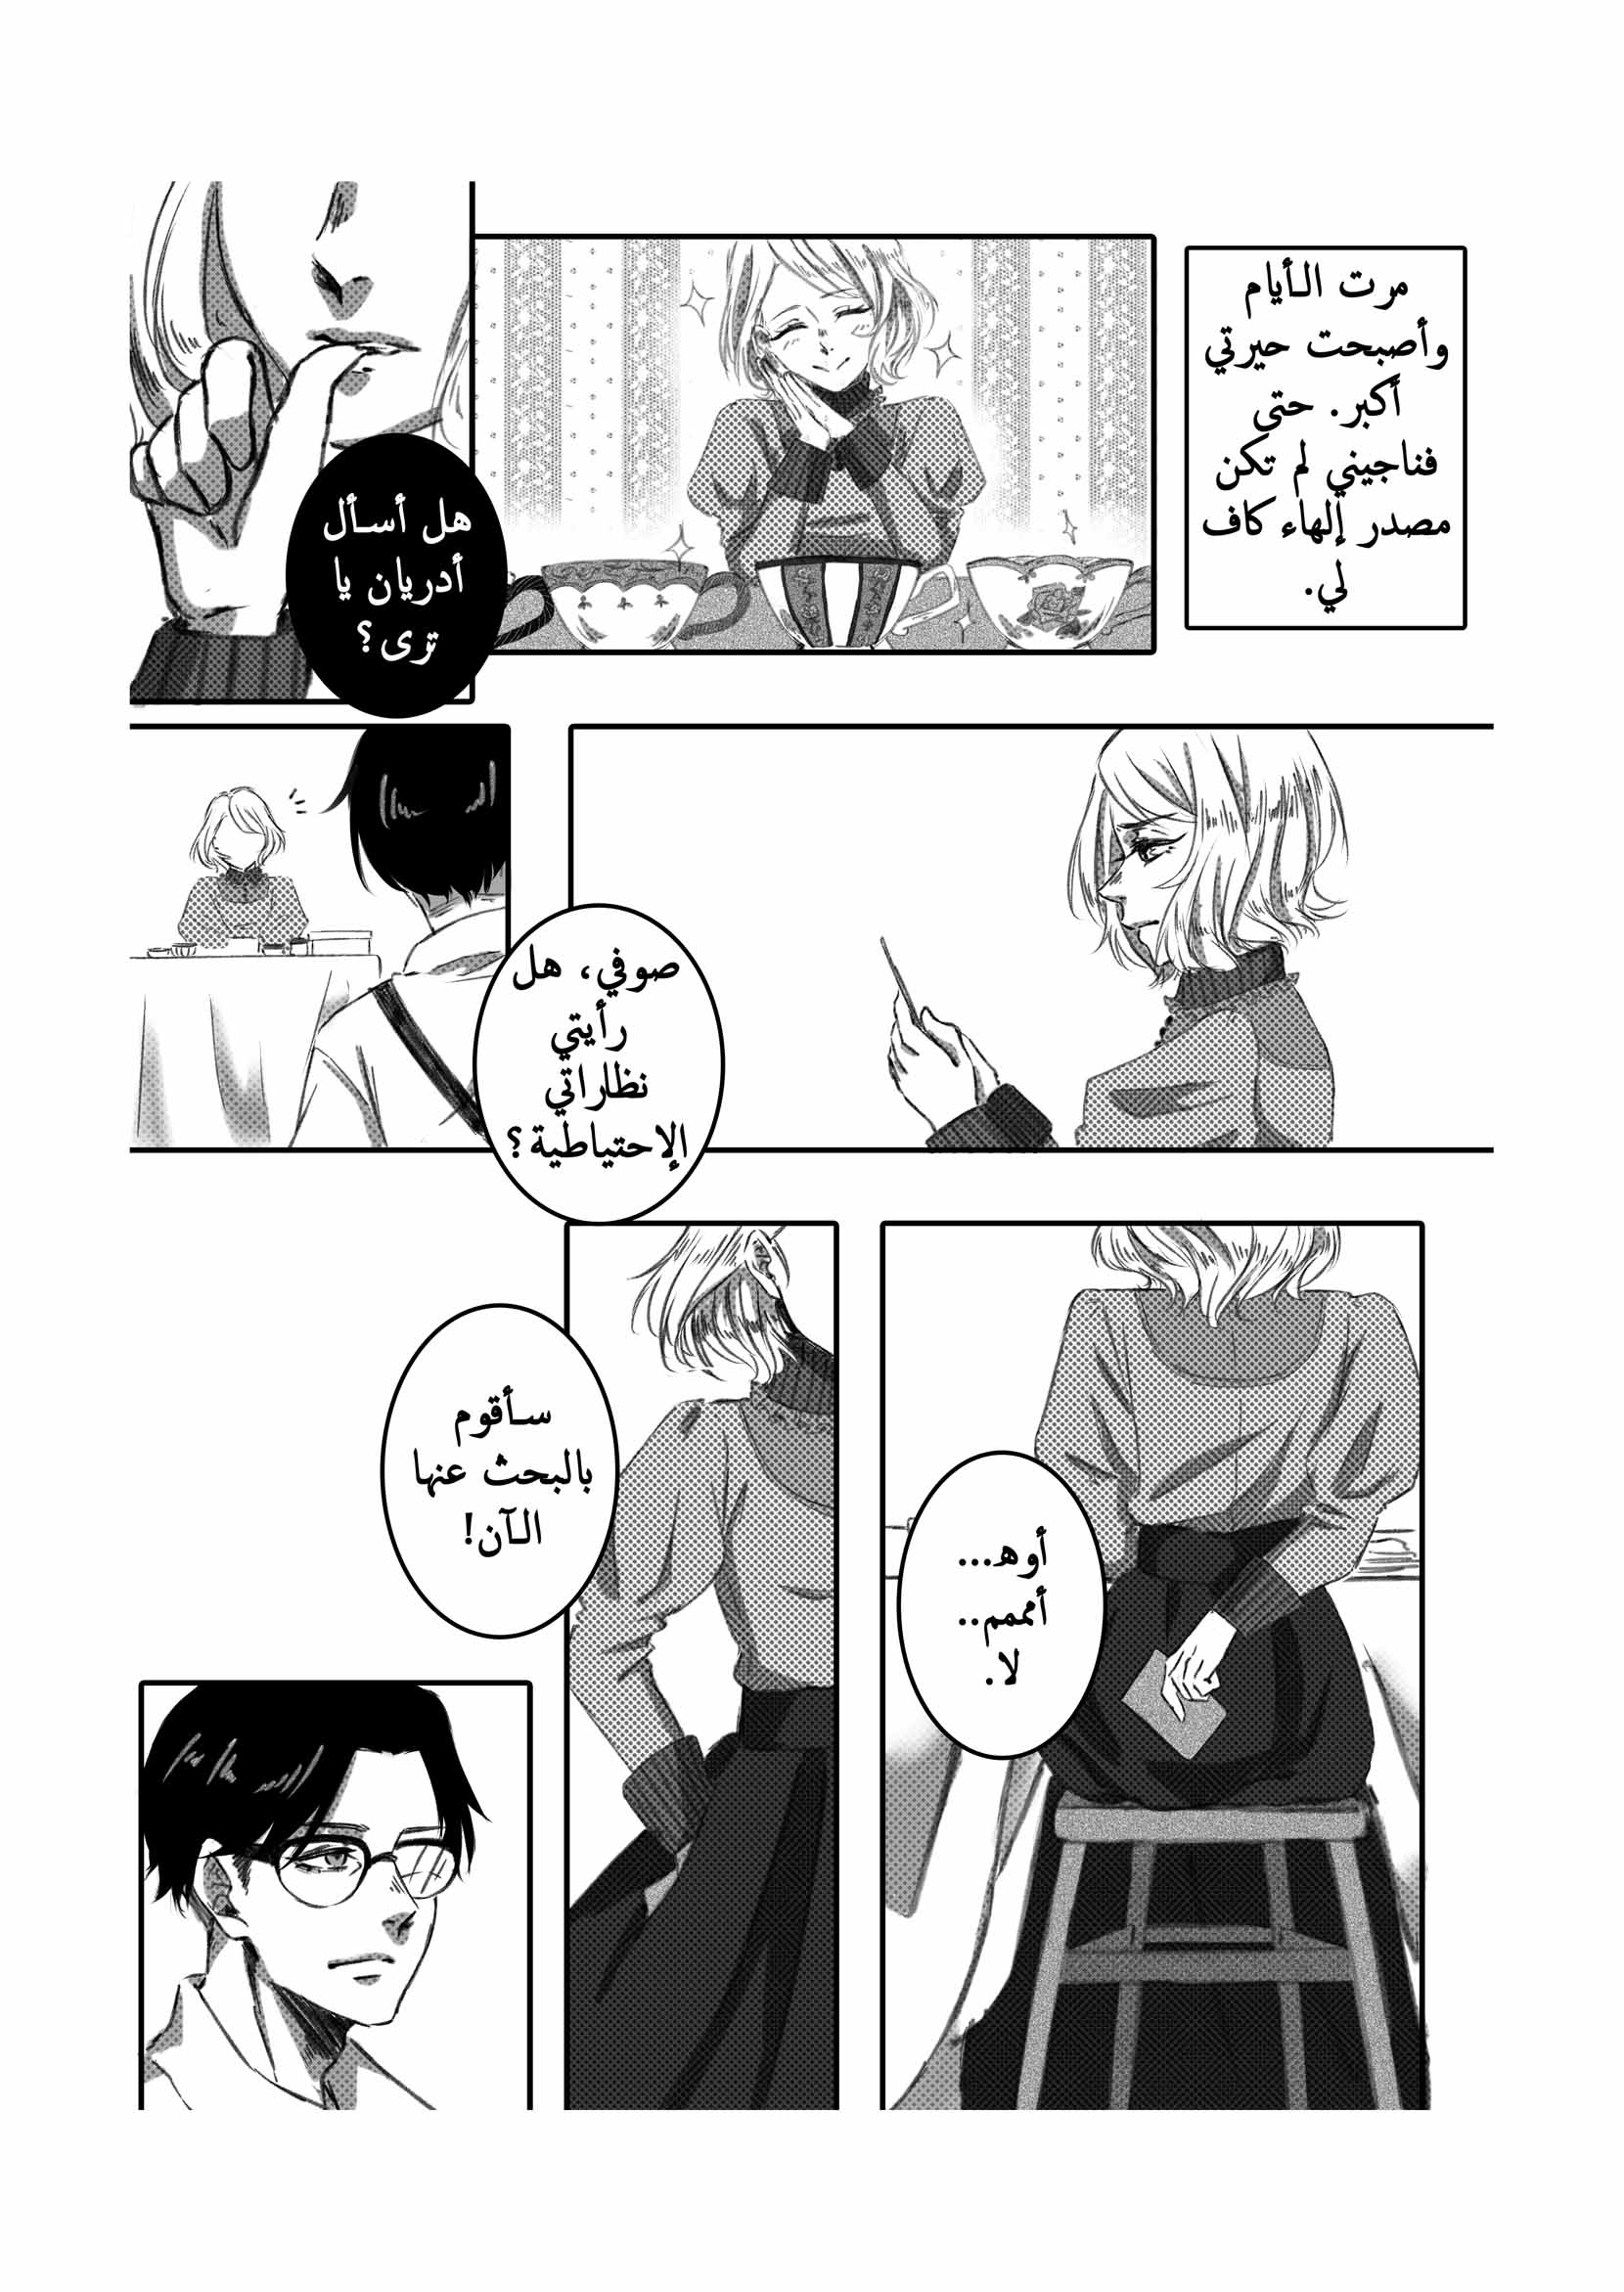 مرت الأيام
وأصبحت حيرتي
أكبر. حتى
فناجيني لم تكن
مصدر إلهاء كاف
لي.
هل أسأل
أدريان يا
ترى؟
صوفي، هل
رأيتي
نظاراتي
الإحتياطية؟
أوهـ...
أممم..
لا.
سأقوم
بالبحث عنها
الآن!